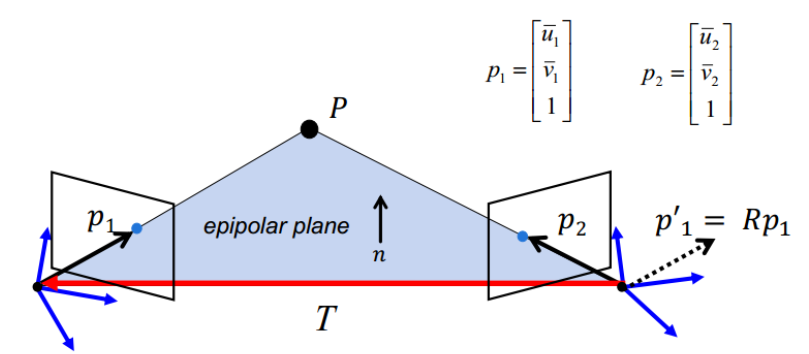 p₁ = [ū₁ v̄₁ 1]
p₂ = [ū₂ v̄₂ 1]
P
p₁
epipolar plane
n
p₂
p′₁ = Rp₁
T